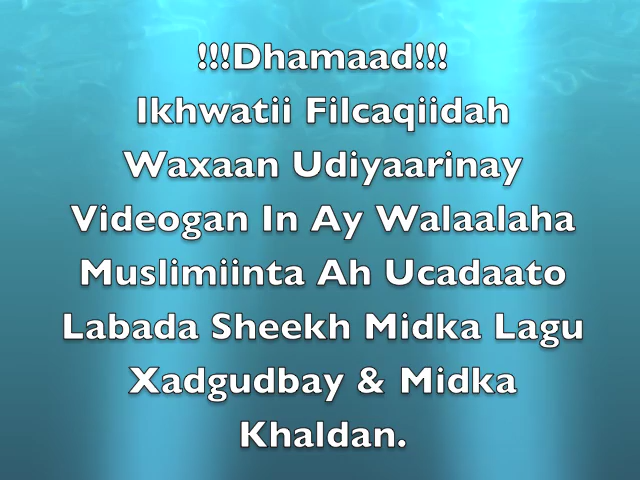 !!!Dhamaad!!!
Ikhwatii Filcaqiidah
Waxaan Udiyaarinay
Videogan In Ay Walaalaha
Muslimiinta Ah Ucadaato
Labada Sheekh Midka Lagu
Xadgudbay & Midka
Khaldan.